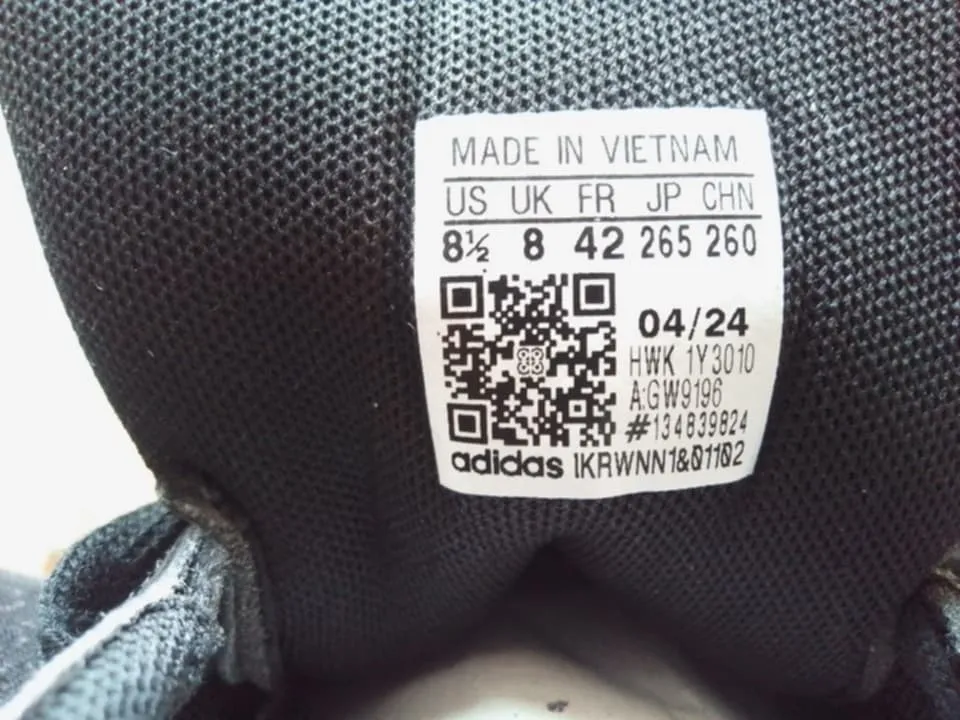 MADE IN VIETNAM
US UK FR JP CHN
8½ 8 42 265 260
04/24
HWK 1Y3010
A:GW9196
#134839824
adidas IKRWNN1&01102